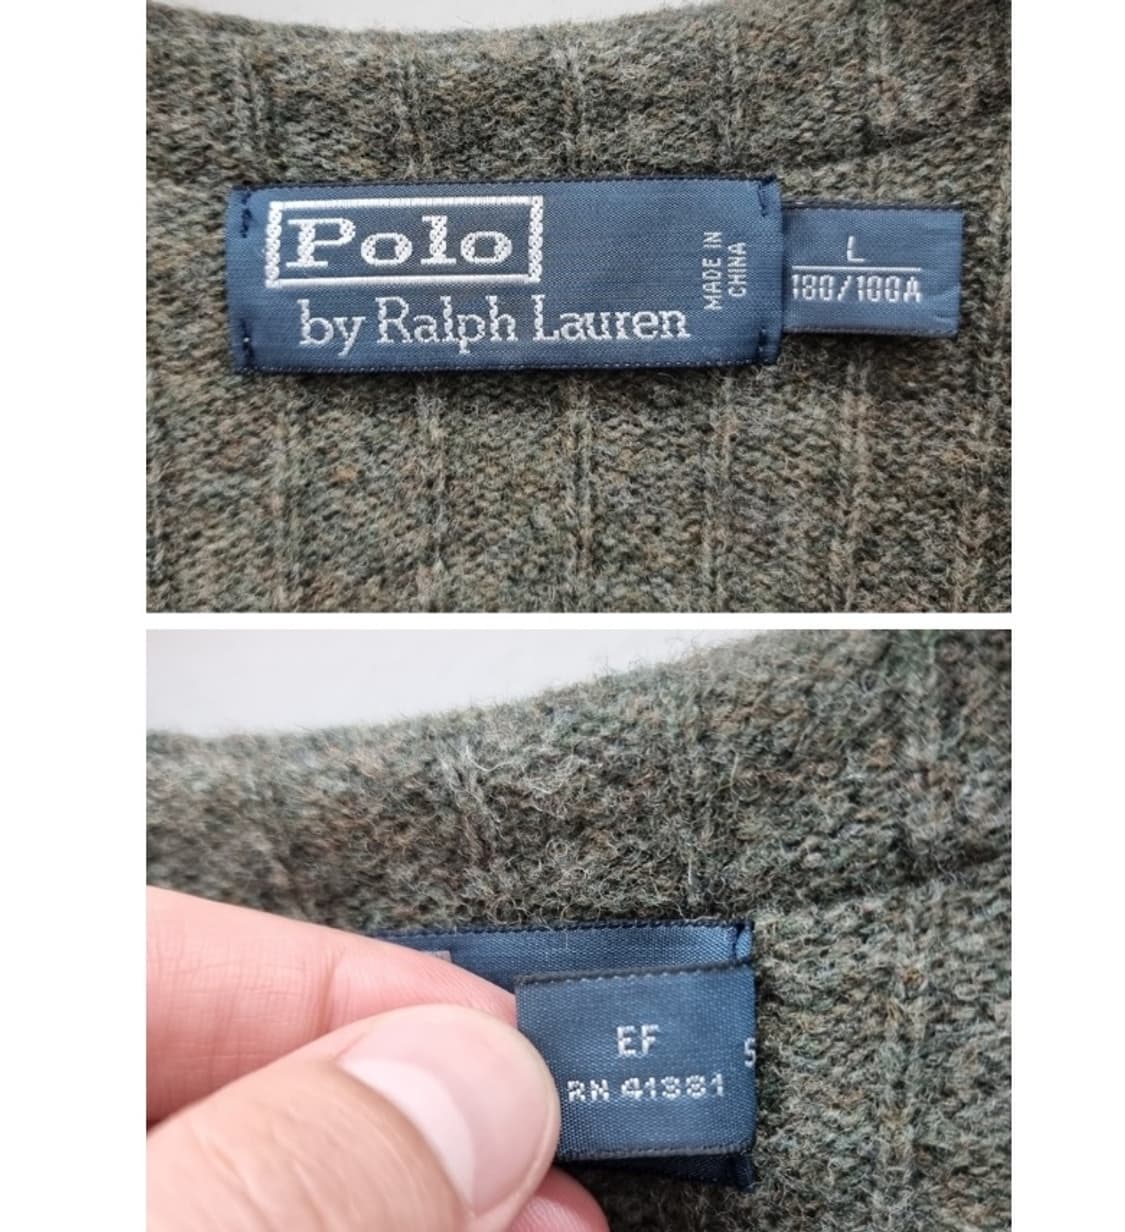 Polo
by Ralph Lauren
MADE IN
CHINA
L
180/100A
EF
RN 41381
S